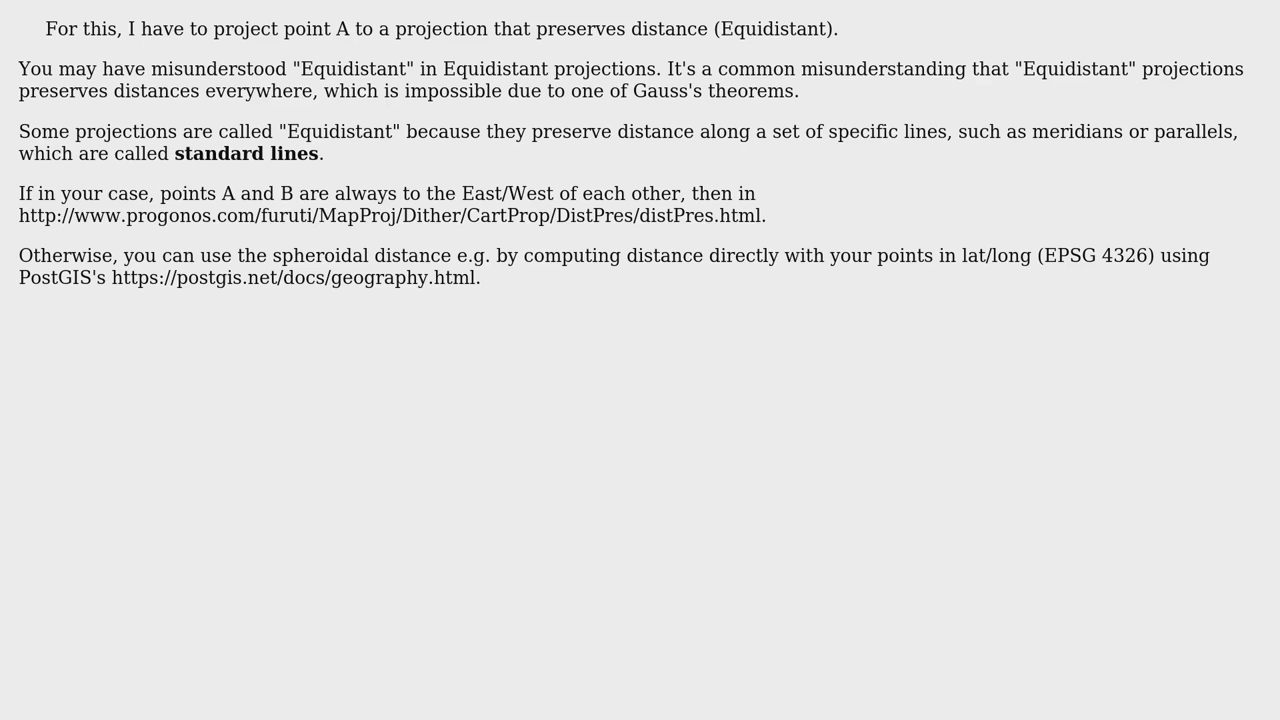 For this, I have to project point A to a projection that preserves distance (Equidistant).
You may have misunderstood "Equidistant" in Equidistant projections. It's a common misunderstanding that "Equidistant" projections
preserves distances everywhere, which is impossible due to one of Gauss's theorems.
Some projections are called "Equidistant" because they preserve distance along a set of specific lines, such as meridians or parallels,
which are called standard lines.
If in your case, points A and B are always to the East/West of each other, then in
http://www.progonos.com/furuti/MapProj/Dither/CartProp/DistPres/distPres.html.
Otherwise, you can use the spheroidal distance e.g. by computing distance directly with your points in lat/long (EPSG 4326) using
PostGIS's https://postgis.net/docs/geography.html.